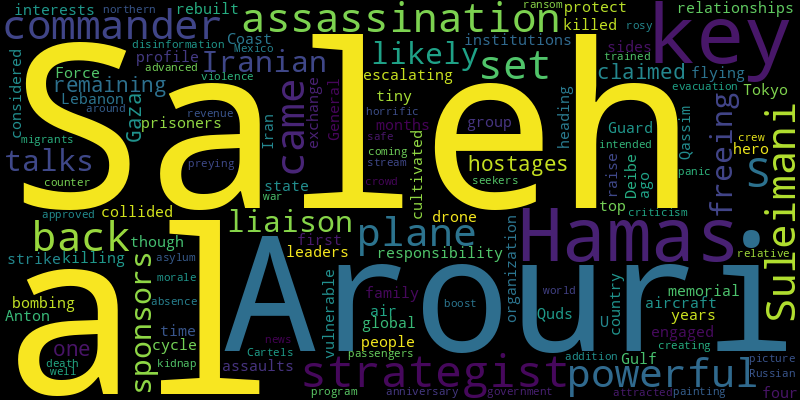 interests
northern
commander
rebuilt
assassination
ransom
protect
relationships
disinformation
Coast
Mexico
killed
rosy
key
considered
Force
profile
advanced
Iranian
violence
likely
institutions
sides
trained
remaining
escalating
set
claimed
flying
evacuation
Lebanon
around
revenue
tiny
Tokyo
Saleh
migrants
Gaza
prisoners
Iran
came
exchange
General
horrific
months
safe
group
heading
Guard
intended
Qassim
freeing
crew
hero
talks
preying
coming
stream
hostages
raise
Deibe
ago
panic
s
Suleimani
counter
state
war
crowd
cultivated
seekers
top
criticism
approved
collided
liaison
drone
back
though
first
leaders
plane
responsibility
organization
Hamas
relative
strike
killing
sponsors
asylum
morale
absence
vulnerable
family
air
global
world
Quds
U
country
memorial
aircraft
years
bombing
Anton
al
Arouri
boost
engaged
creating
one
time
cycle
news
people
passengers
addition
Gulf
picture
Russian
death
well
kidnap
assaults
Cartels
strategist
powerful
program
anniversary
government
attracted
painting
four